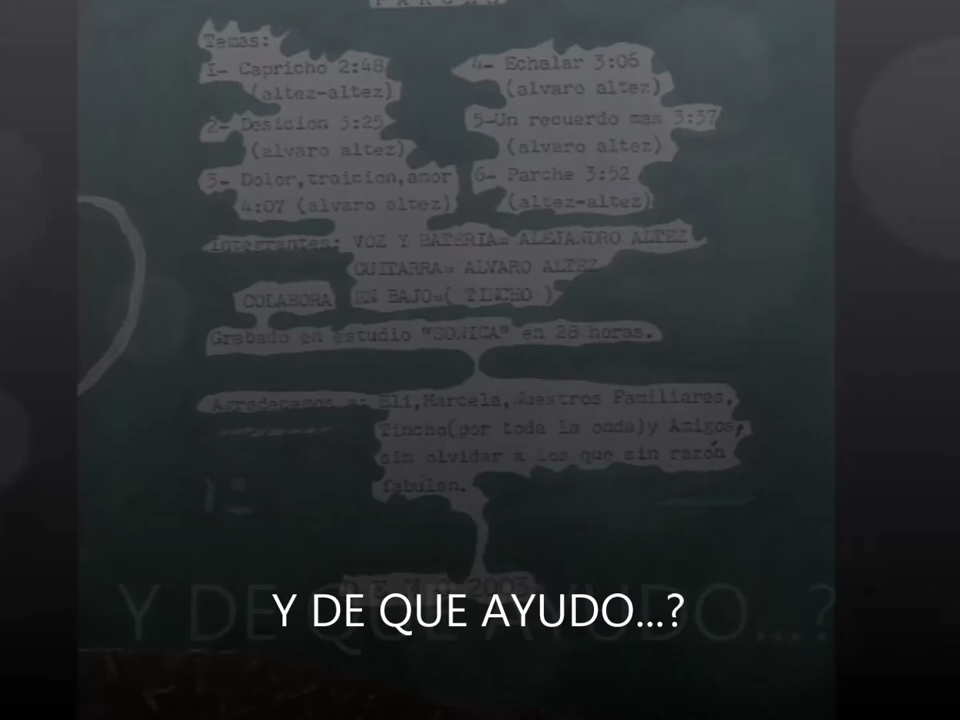 Temas:
1- Capricho 2:48
(altez-altez)
2- Desicion 3:25
(alvaro altez)
3- Dolor,traicion,amor
4:07 (alvaro altez)
4- Echalar 3:06
(alvaro altez)
5-Un recuerdo mas 3:37
(alvaro altez)
6- Parche 3:52
(altez-altez)
Integrantes: VOZ Y BATERIA= ALEJANDRO ALTEZ
GUITARRA= ALVARO ALTEZ
COLABORA EN BAJO=( TINCHO )
Grabado en estudio "SONICA" en 28 horas.
Agradecemos a: Eli,Marcela,Nuestros Familiares,
Tincho(por toda la onda)y Amigos,
sin olvidar a los que sin razón
fabulan.
2003
Y DE QUE AYUDO...?
Y DE QUE AYUDO...?